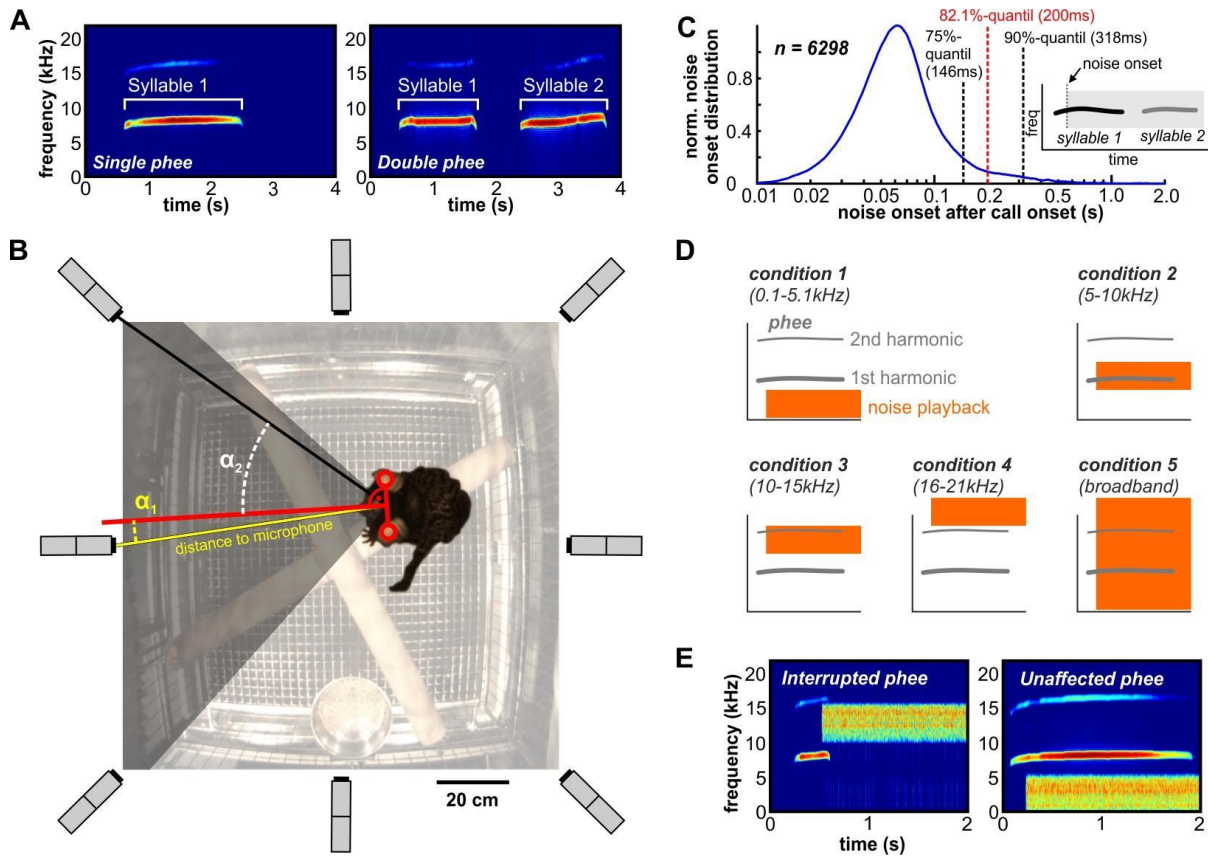 A
frequency (kHz)
20
15
10
5
0
Syllable 1
Single phee
0 1 2 3 4
time (s)
Syllable 1 Syllable 2
Double phee
0 1 2 3 4
time (s)
B
α1
α2
distance to microphone
20 cm
C
norm. noise
onset distribution
0.8
0.4
0
n = 6298
82.1%-quantil (200ms)
75%-
quantil
(146ms)
90%-quantil (318ms)
noise onset
freq
syllable 1 syllable 2
time
0.01 0.02 0.05 0.1 0.2 0.5 1.0 2.0
noise onset after call onset (s)
D
condition 1
(0.1-5.1kHz)
phee
2nd harmonic
1st harmonic
noise playback
condition 2
(5-10kHz)
condition 3
(10-15kHz)
condition 4
(16-21kHz)
condition 5
(broadband)
E
frequency (kHz)
20
15
10
5
0
Interrupted phee
0 1 2
time (s)
20
15
10
5
0
Unaffected phee
0 1 2